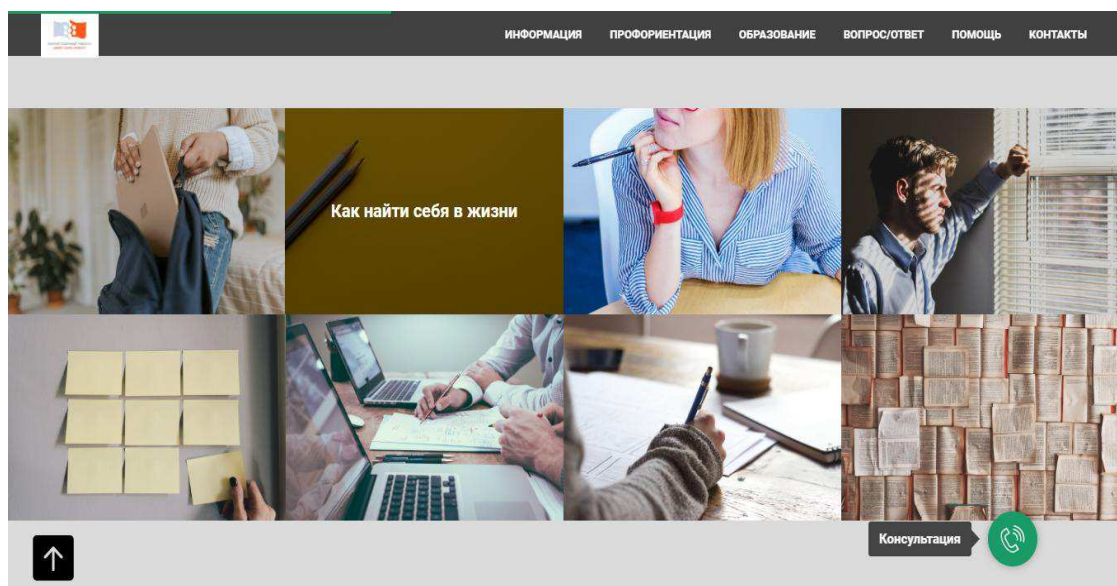 ИНФОРМАЦИЯ
ПРОФОРИЕНТАЦИЯ
ОБРАЗОВАНИЕ
ВОПРОС/ОТВЕТ
ПОМОЩЬ
КОНТАКТЫ
Как найти себя в жизни
Консультация